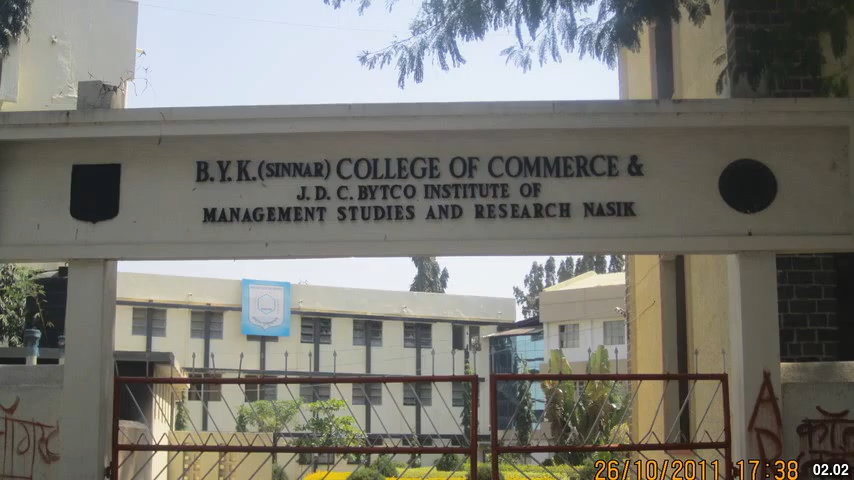 B.Y.K.(SINNAR) COLLEGE OF COMMERCE &
J.D.C. BYTCO INSTITUTE OF
MANAGEMENT STUDIES AND RESEARCH NASIK
26/10/2011 17:38
02.02